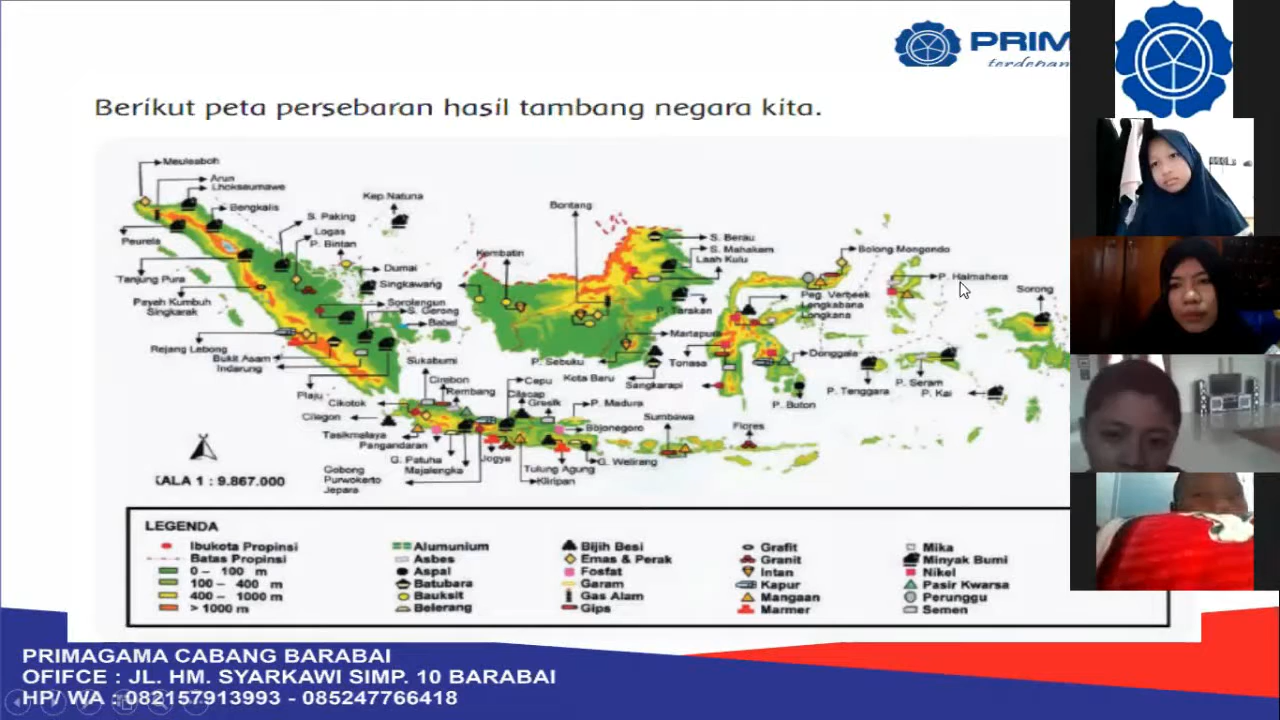 PRIM
terdepan
Berikut peta persebaran hasil tambang negara kita.
Meuleaboh
Arun
Lhokseumawe
Bengkalis
Kep Natuna
Bontang
S. Paking
Logas
P. Bintan
Peurela
Dumai
Kembatin
S. Berau
S. Mahakam
Laah Kulu
Bolong Mongondo
P. Halmahera
Sorong
Tanjung Pura
Singkawang
Payah Kumbuh
Singkarak
Sorolangun
S. Gerong
Babel
P. Tarakan
Peg. Verbeek
Longkabana
Longkana
Martapura
Rejang Lebong
Bukit Asam
Indarung
Sukabumi
P. Sebuku
Tonasa
Donggala
Plaju
Cirebon
Rembang
Cepu
Cilacap
Kota Baru
Sangkarapi
P. Tenggara
P. Seram
P. Kai
Cikotok
Gresik
P. Madura
P. Buton
Cilegon
Bojonegoro
Sumbawa
Flores
Tasikmalaya
Pangandaran
G. Patuha
Majalengka
Jogya
Tulung Agung
G. Welirang
Kliripan
Gobong
Purwokerto
Jepara
KALA 1 : 9.867.000
LEGENDA
Ibukota Propinsi
Batas Propinsi
0 – 100 m
100 – 400 m
400 – 1000 m
> 1000 m
Alumunium
Asbes
Aspal
Batubara
Bauksit
Belerang
Bijih Besi
Emas & Perak
Fosfat
Garam
Gas Alam
Gips
Grafit
Granit
Intan
Kapur
Mangaan
Marmer
Mika
Minyak Bumi
Nikel
Pasir Kwarsa
Perunggu
Semen
PRIMAGAMA CABANG BARABAI
OFIFCE : JL. HM. SYARKAWI SIMP. 10 BARABAI
HP/ WA : 082157913993 - 085247766418